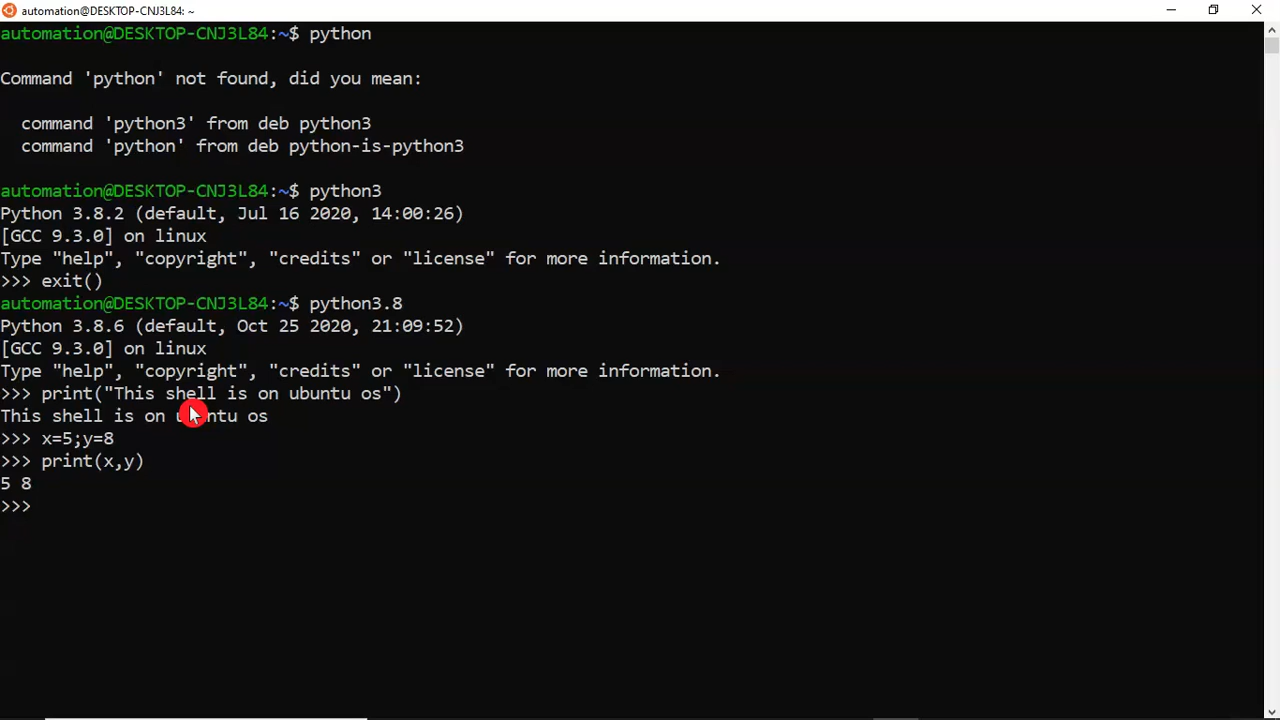 automation@DESKTOP-CNJ3L84: ~
automation@DESKTOP-CNJ3L84:~$ python
Command 'python' not found, did you mean:
command 'python3' from deb python3
command 'python' from deb python-is-python3
automation@DESKTOP-CNJ3L84:~$ python3
Python 3.8.2 (default, Jul 16 2020, 14:00:26)
[GCC 9.3.0] on linux
Type "help", "copyright", "credits" or "license" for more information.
>>> exit()
automation@DESKTOP-CNJ3L84:~$ python3.8
Python 3.8.6 (default, Oct 25 2020, 21:09:52)
[GCC 9.3.0] on linux
Type "help", "copyright", "credits" or "license" for more information.
>>> print("This shell is on ubuntu os")
This shell is on ubuntu os
>>> x=5;y=8
>>> print(x,y)
5 8
>>>